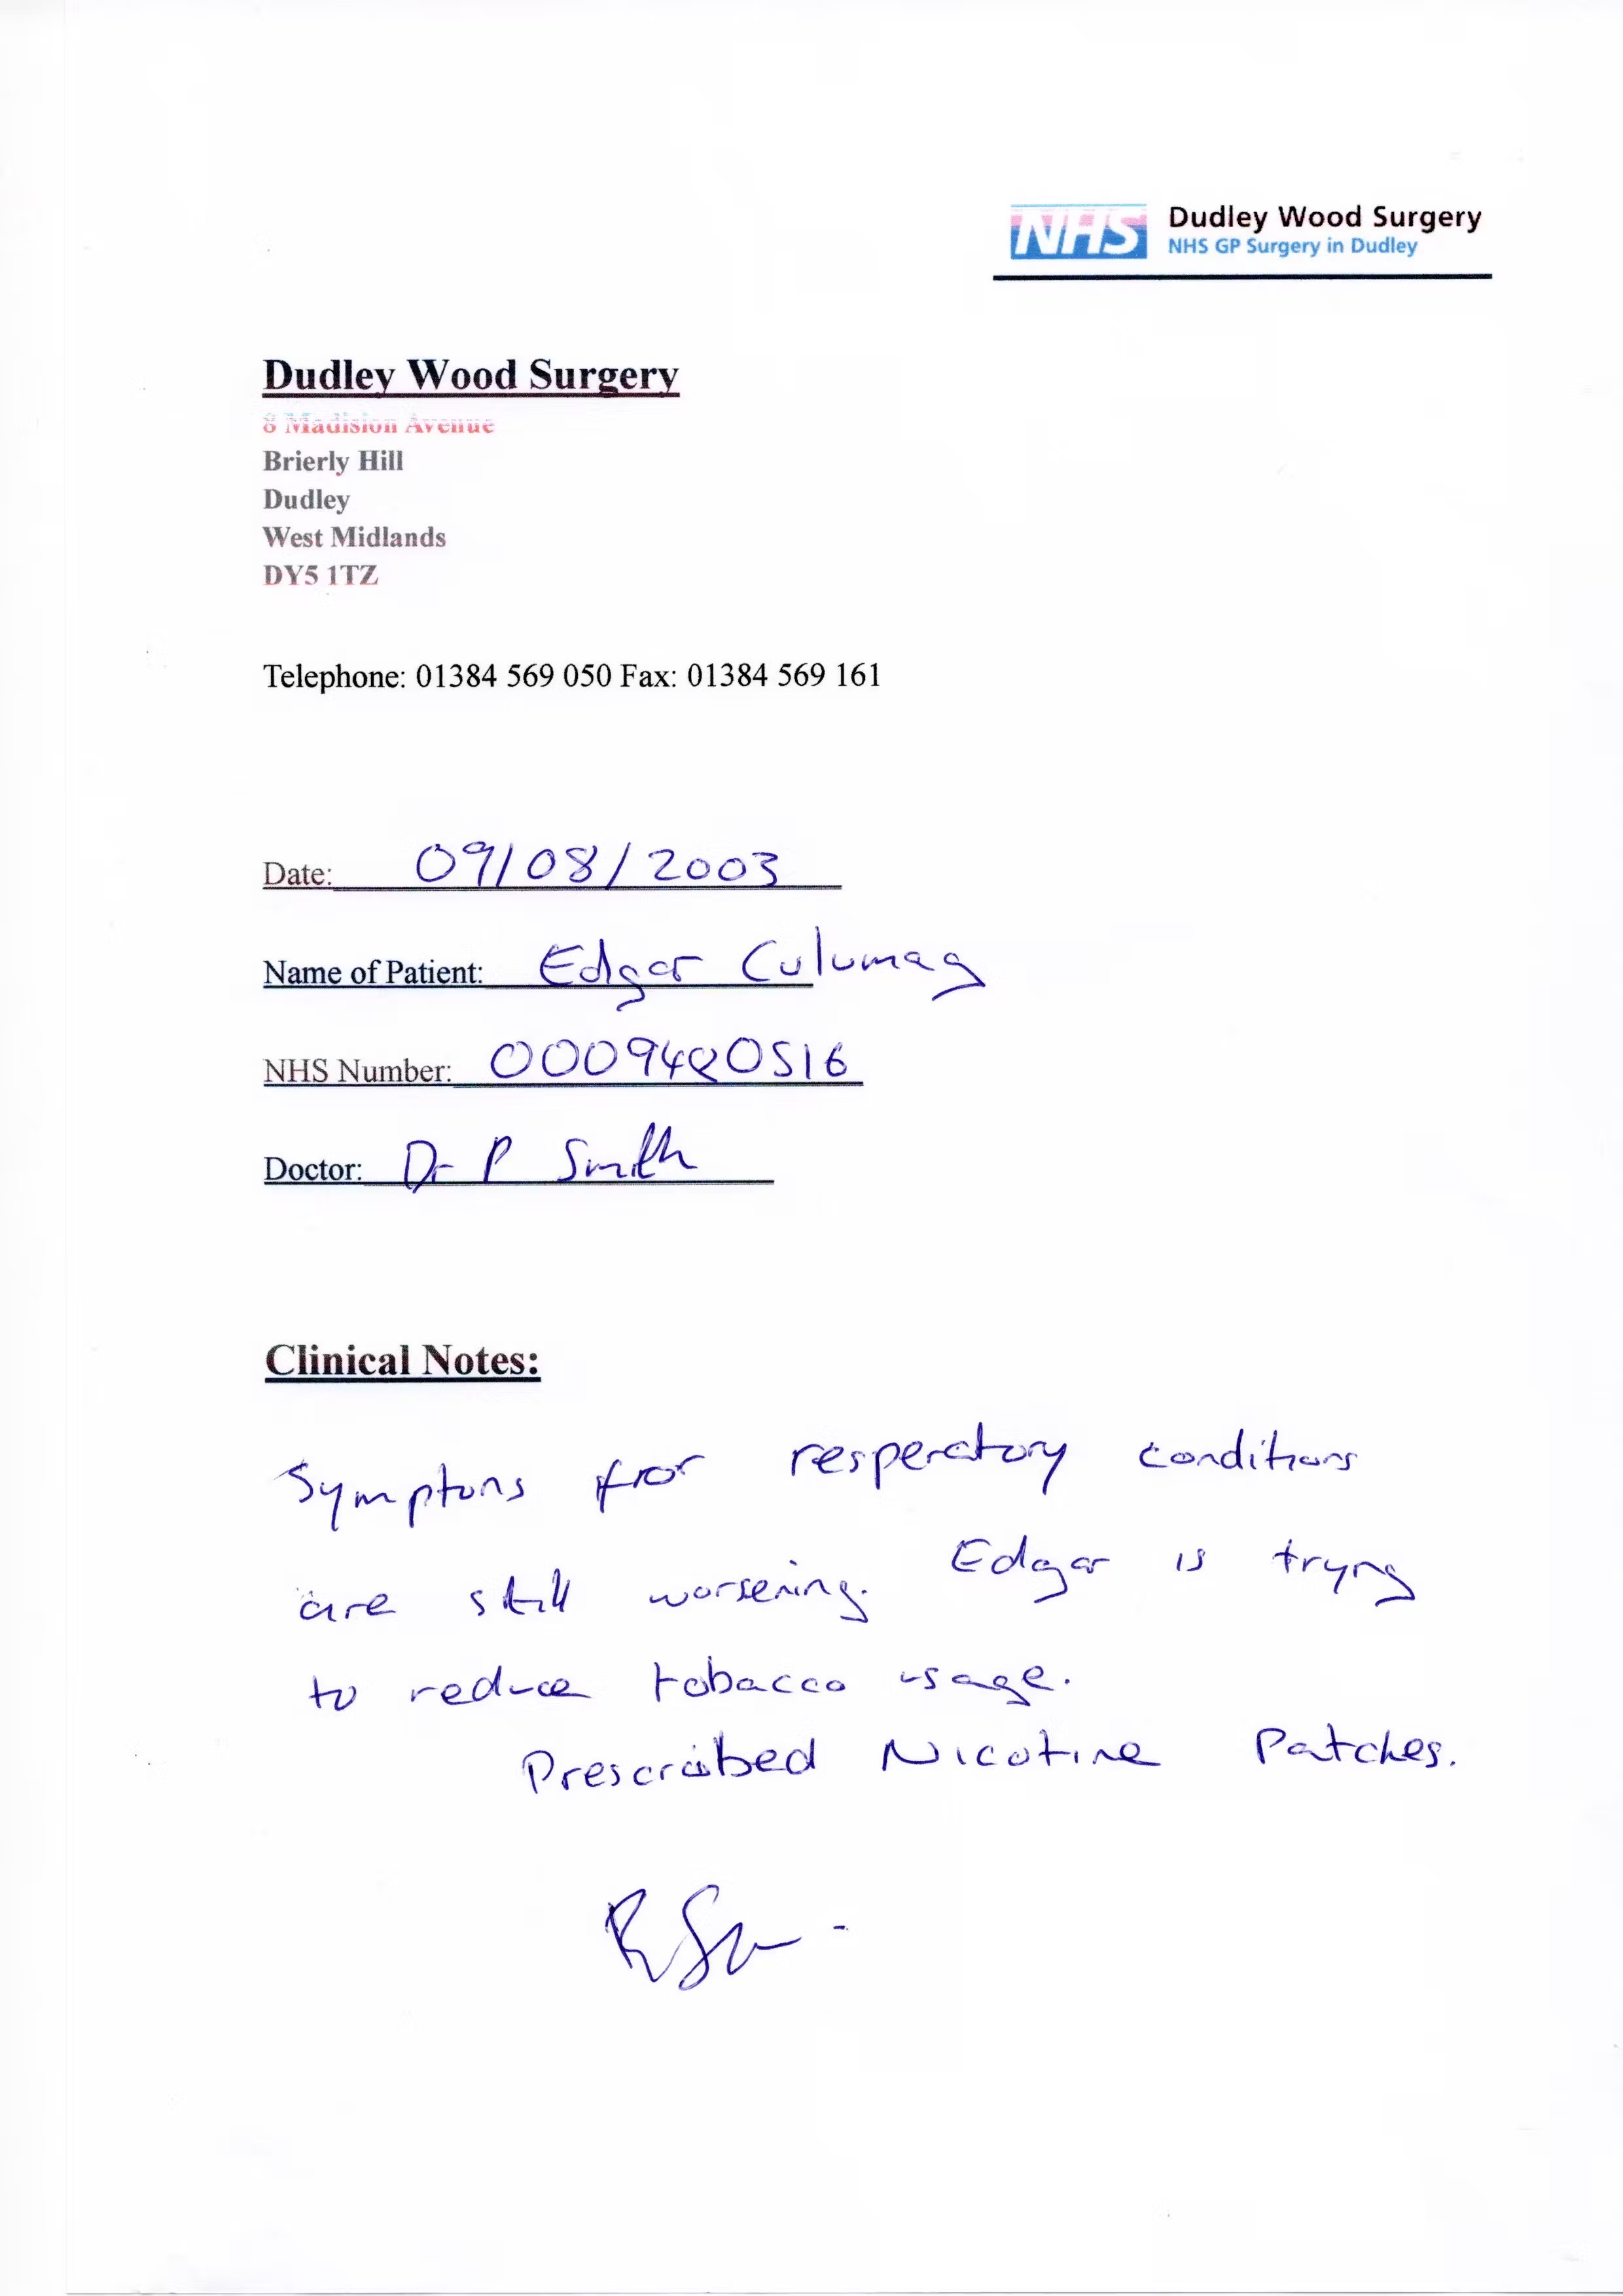 NHS Dudley Wood Surgery
NHS GP Surgery in Dudley
Dudley Wood Surgery
8 Madision Avenue
Brierly Hill
Dudley
West Midlands
DY5 1TZ
Telephone: 01384 569 050 Fax: 01384 569 161
Date: 09/08/2003
Name of Patient: Edgar Culumag
NHS Number: 0009420516
Doctor: Dr P Smith
Clinical Notes:
Symptons for resperatory conditions
are still worsening. Edgar is trying
to reduce tobacco usage.
Prescribed Nicotine Patches.